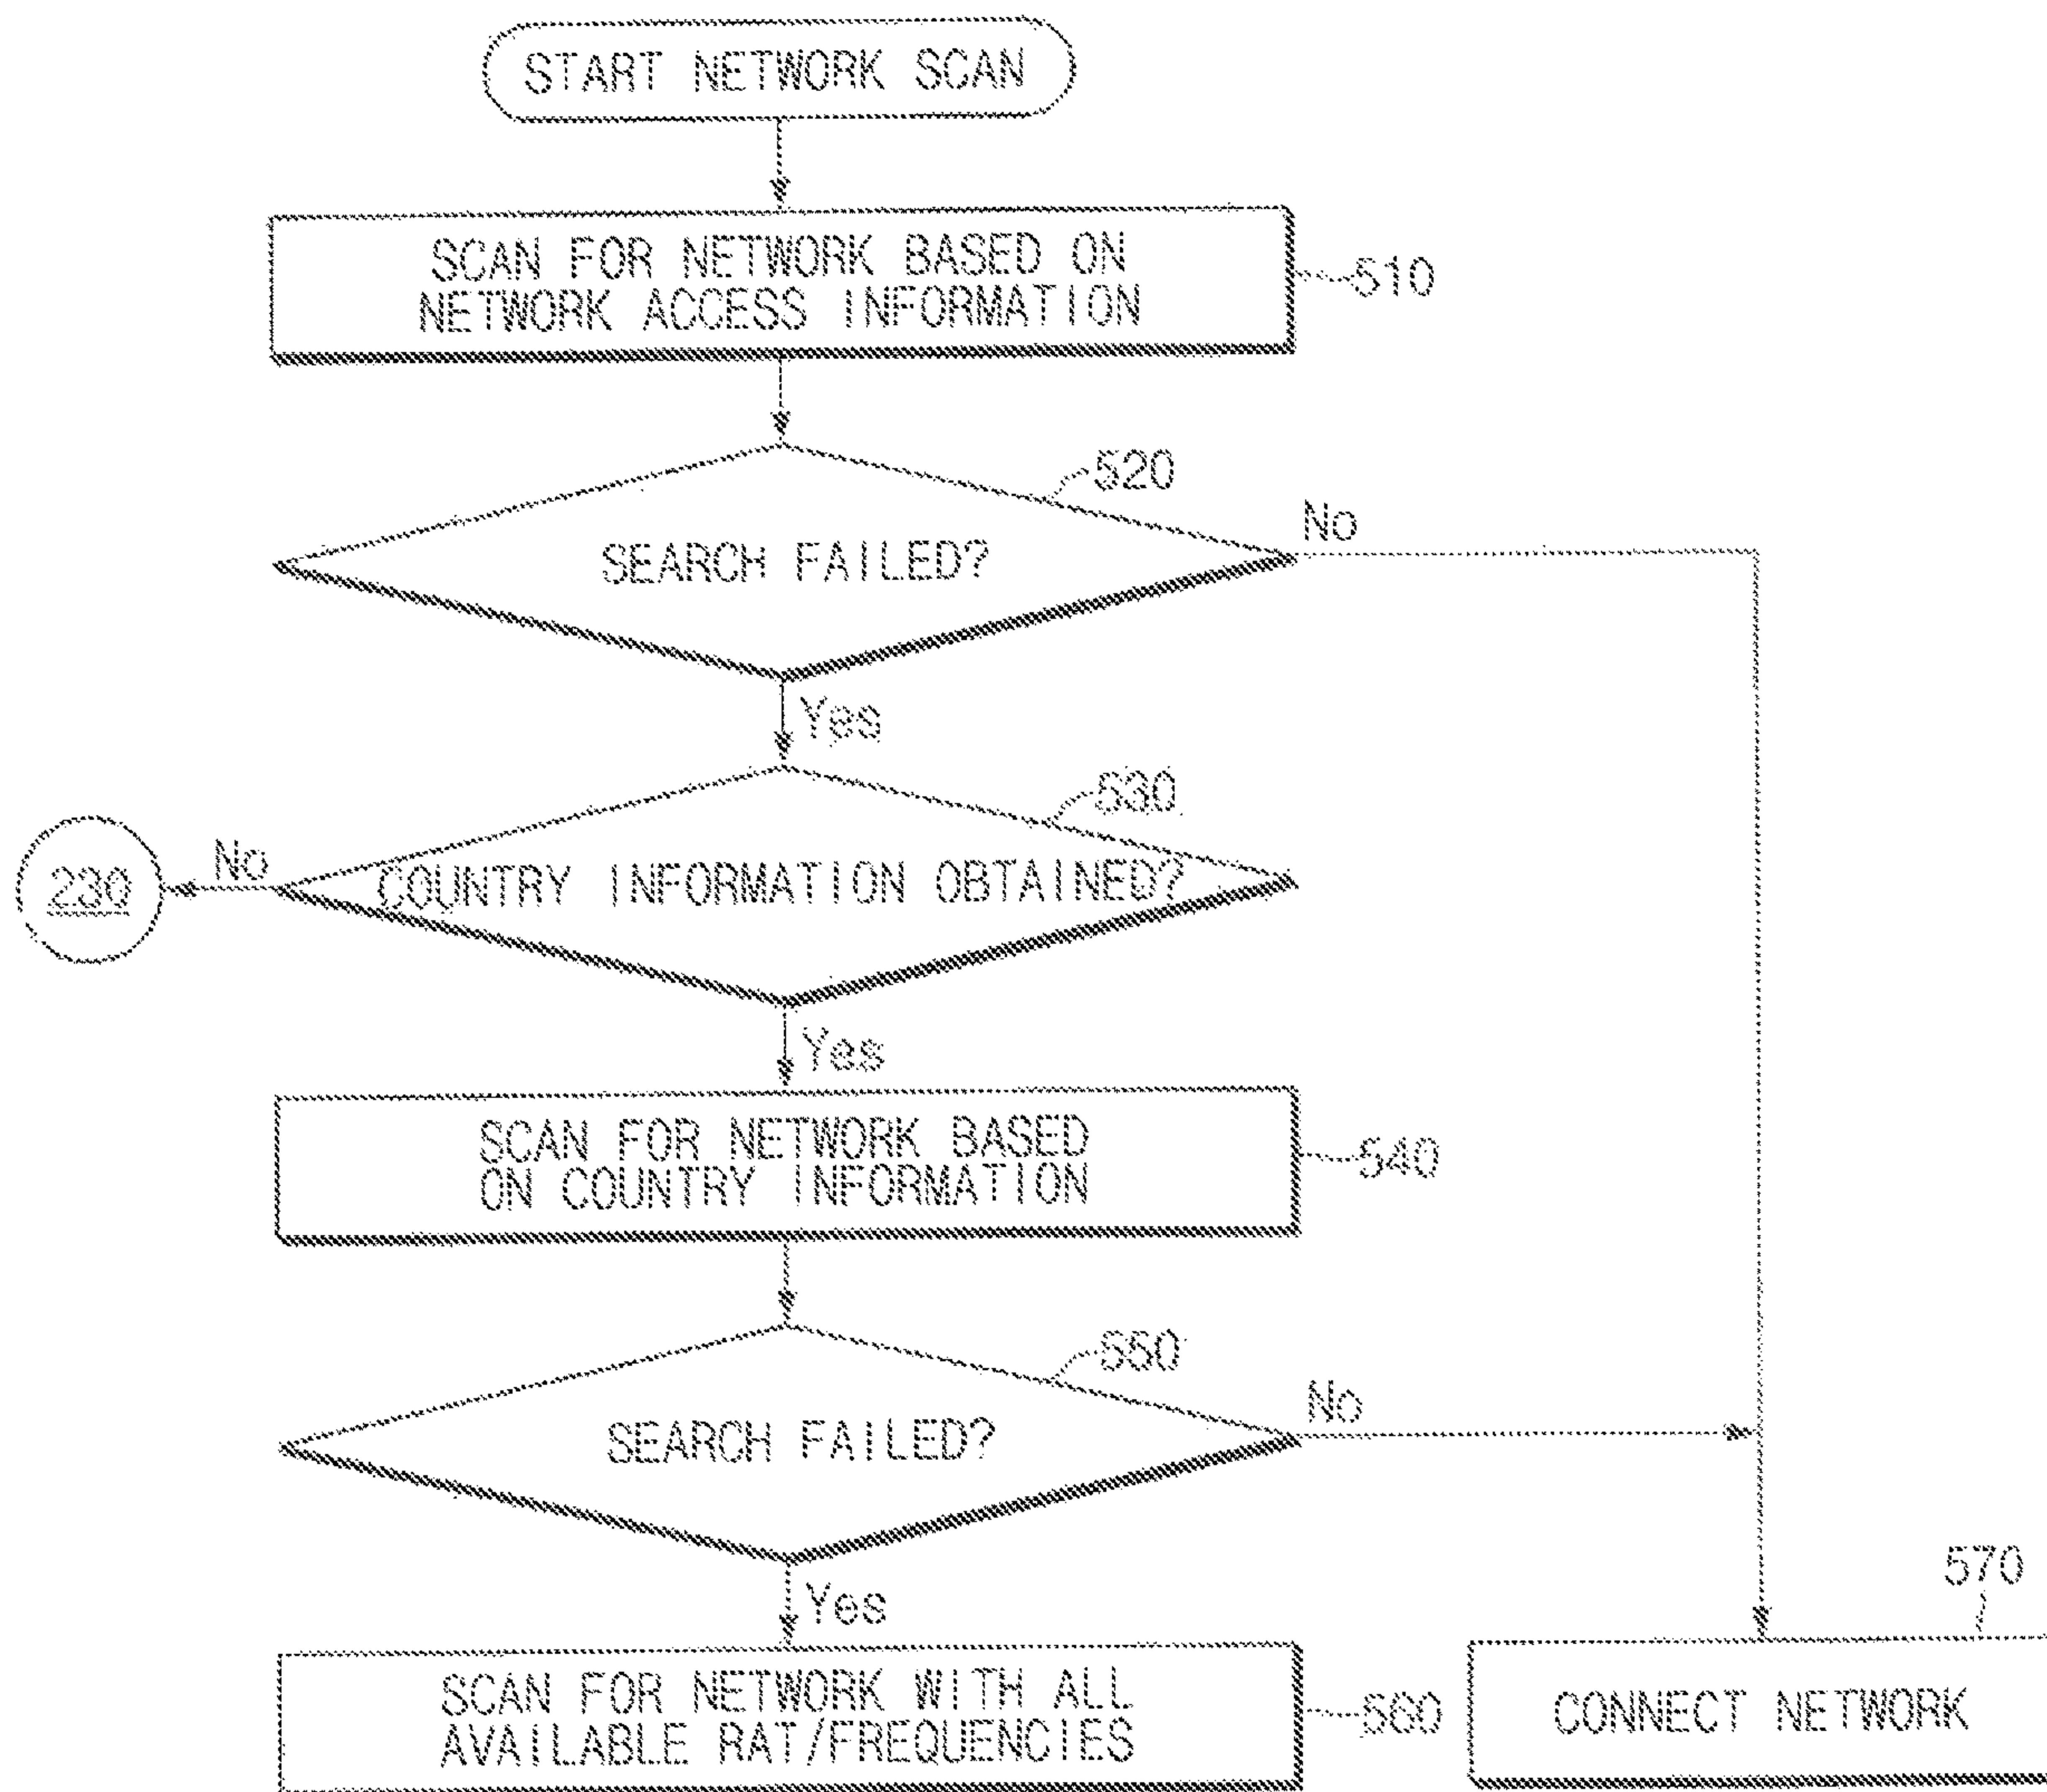 START NETWORK SCAN
SCAN FOR NETWORK BASED ON
NETWORK ACCESS INFORMATION
510
520
No
SEARCH FAILED?
Yes
530
230
No
COUNTRY INFORMATION OBTAINED?
Yes
SCAN FOR NETWORK BASED
ON COUNTRY INFORMATION
540
550
No
SEARCH FAILED?
Yes
570
SCAN FOR NETWORK WITH ALL
AVAILABLE RAT/FREQUENCIES
560
CONNECT NETWORK